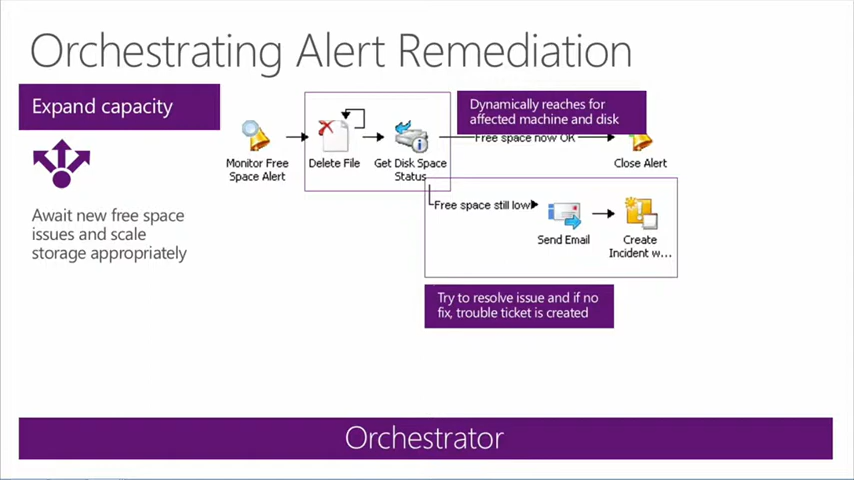 Orchestrating Alert Remediation
Expand capacity
Await new free space
issues and scale
storage appropriately
Monitor Free
Space Alert
Delete File
Get Disk Space
Status
Dynamically reaches for
affected machine and disk
Free space now OK
Close Alert
Free space still low
Send Email
Create
Incident w...
Try to resolve issue and if no
fix, trouble ticket is created
Orchestrator